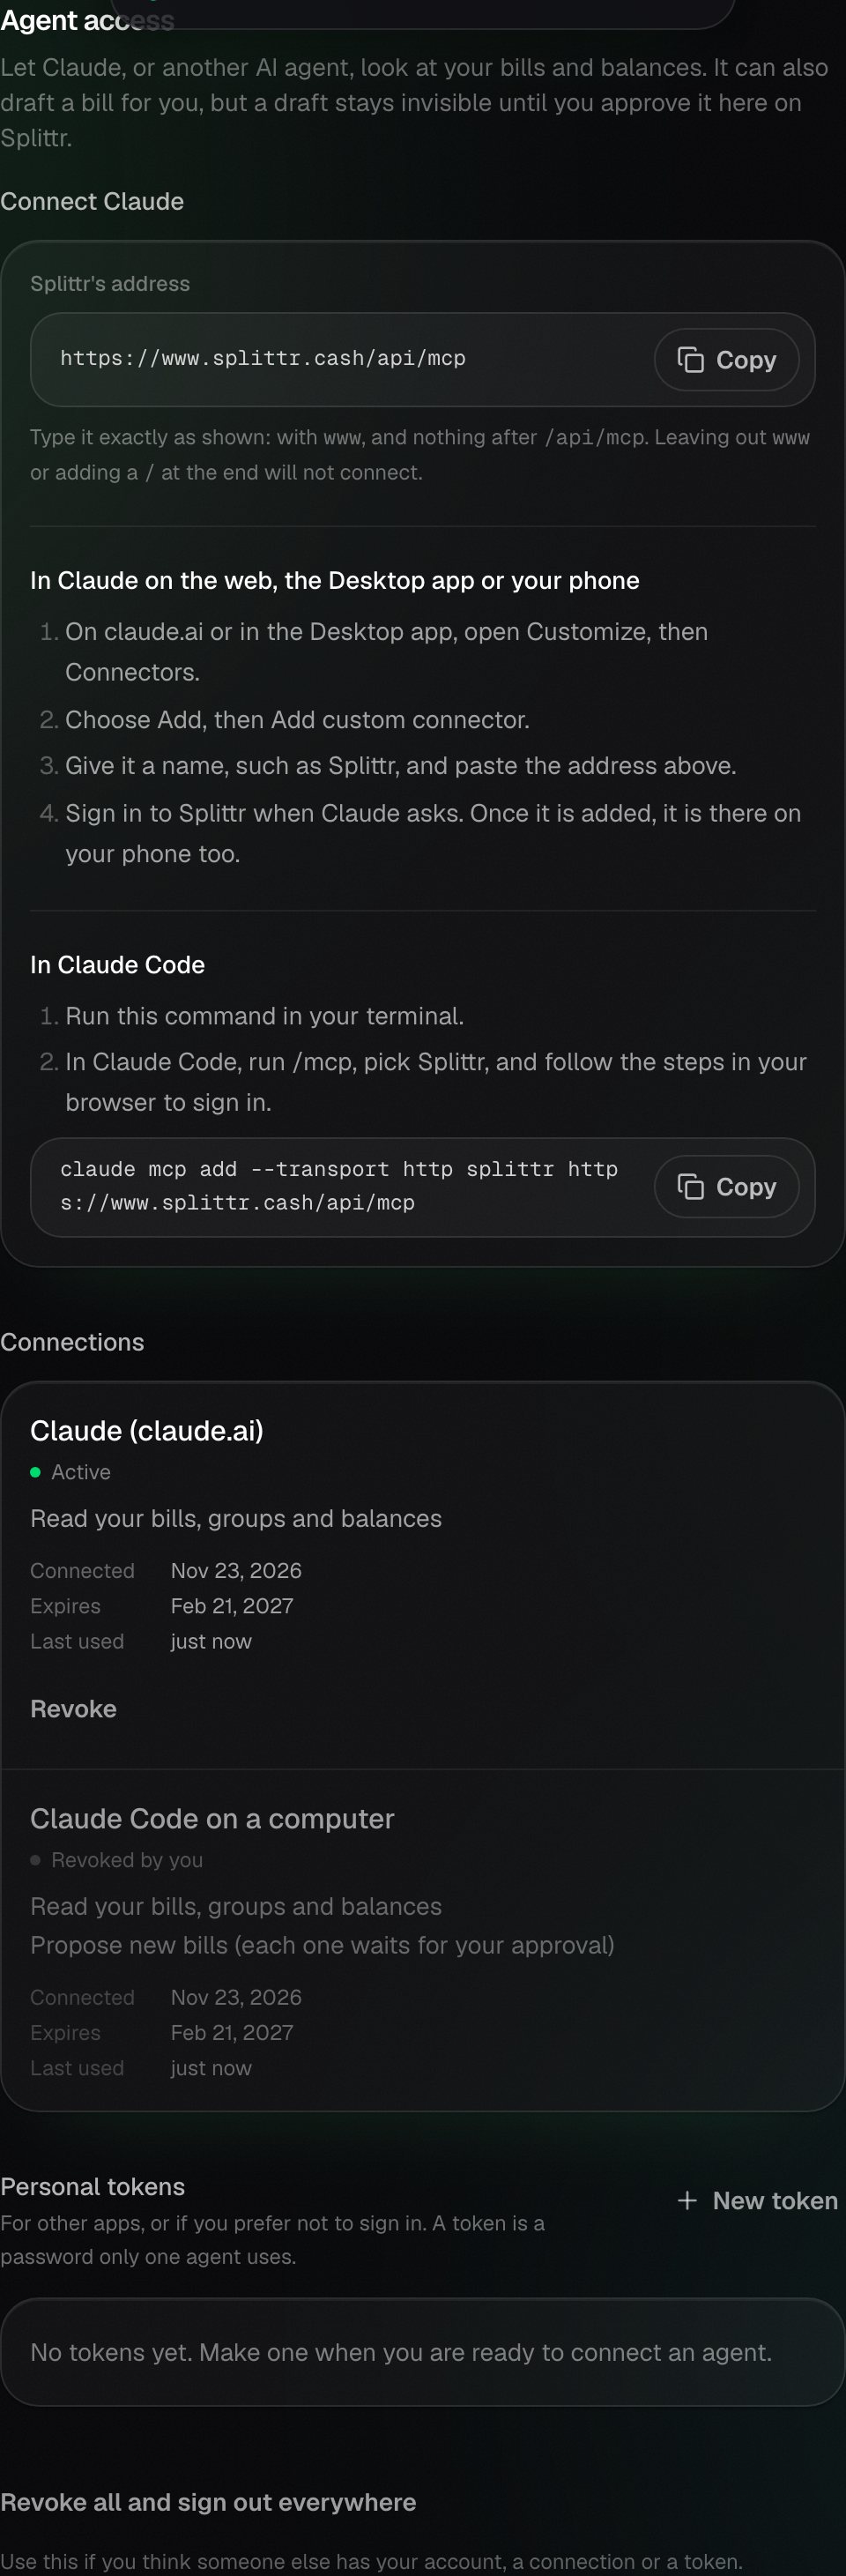 Agent access
Let Claude, or another AI agent, look at your bills and balances. It can also
draft a bill for you, but a draft stays invisible until you approve it here on
Splittr.
Connect Claude
Splittr's address
https://www.splittr.cash/api/mcp
Copy
Type it exactly as shown: with www, and nothing after /api/mcp. Leaving out www
or adding a / at the end will not connect.
In Claude on the web, the Desktop app or your phone
1. On claude.ai or in the Desktop app, open Customize, then
Connectors.
2. Choose Add, then Add custom connector.
3. Give it a name, such as Splittr, and paste the address above.
4. Sign in to Splittr when Claude asks. Once it is added, it is there on
your phone too.
In Claude Code
1. Run this command in your terminal.
2. In Claude Code, run /mcp, pick Splittr, and follow the steps in your
browser to sign in.
claude mcp add --transport http splittr http
s://www.splittr.cash/api/mcp
Copy
Connections
Claude (claude.ai)
Active
Read your bills, groups and balances
Connected Nov 23, 2026
Expires Feb 21, 2027
Last used just now
Revoke
Claude Code on a computer
Revoked by you
Read your bills, groups and balances
Propose new bills (each one waits for your approval)
Connected Nov 23, 2026
Expires Feb 21, 2027
Last used just now
Personal tokens
New token
For other apps, or if you prefer not to sign in. A token is a
password only one agent uses.
No tokens yet. Make one when you are ready to connect an agent.
Revoke all and sign out everywhere
Use this if you think someone else has your account, a connection or a token.